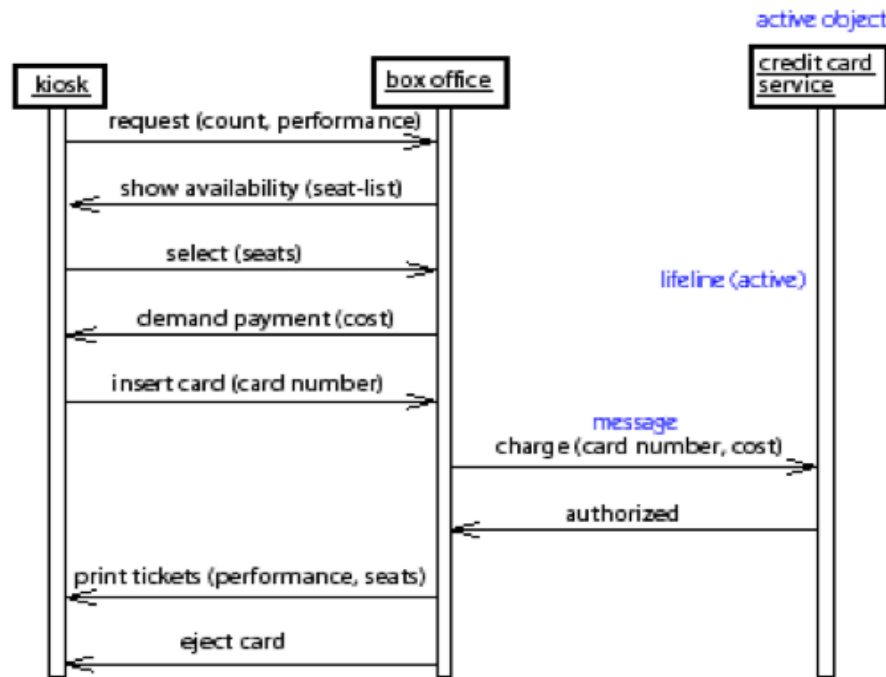 active object
kiosk
box office
credit card
service
request (count, performance)
show availability (seat-list)
select (seats)
lifeline (active)
demand payment (cost)
insert card (card number)
message
charge (card number, cost)
authorized
print tickets (performance, seats)
eject card